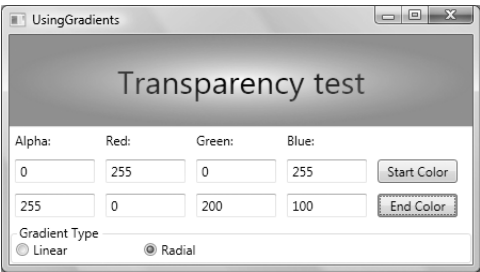 UsingGradients
Transparency test
Alpha: Red: Green: Blue:
0 255 0 255 Start Color
255 0 200 100 End Color
Gradient Type
Linear Radial